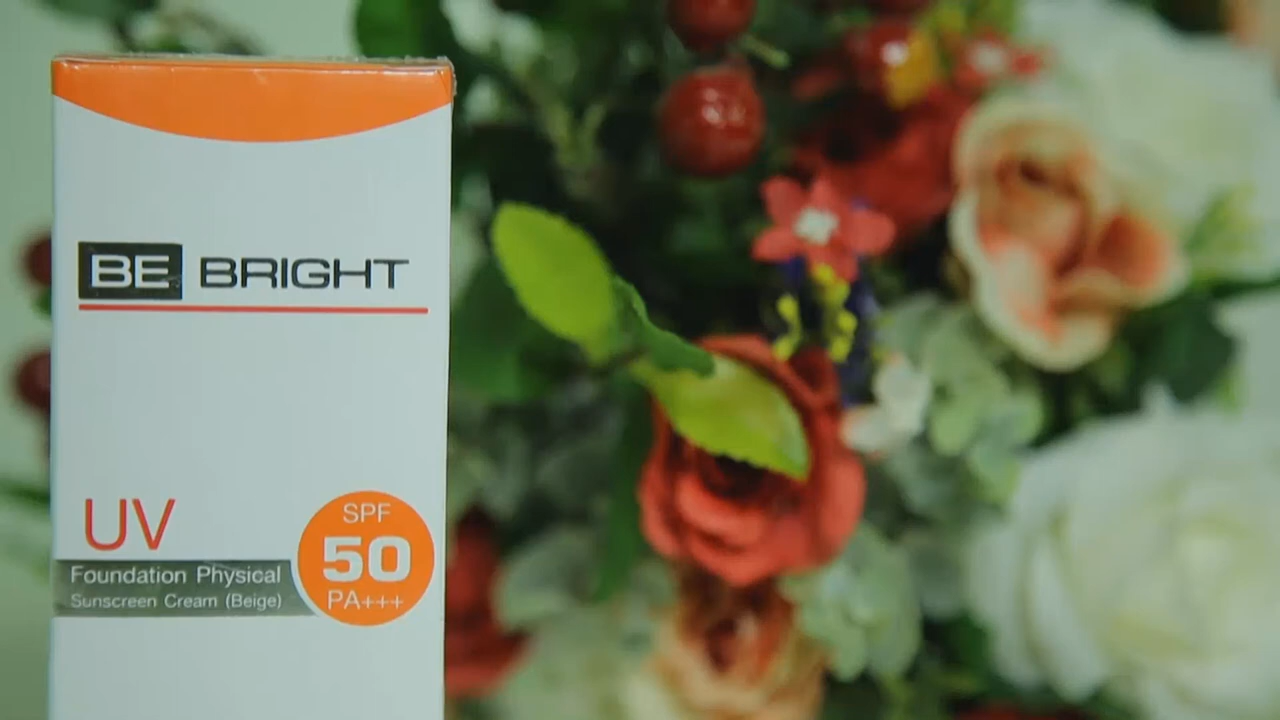 BE BRIGHT
UV
Foundation Physical
Sunscreen Cream (Beige)
SPF
50
PA+++